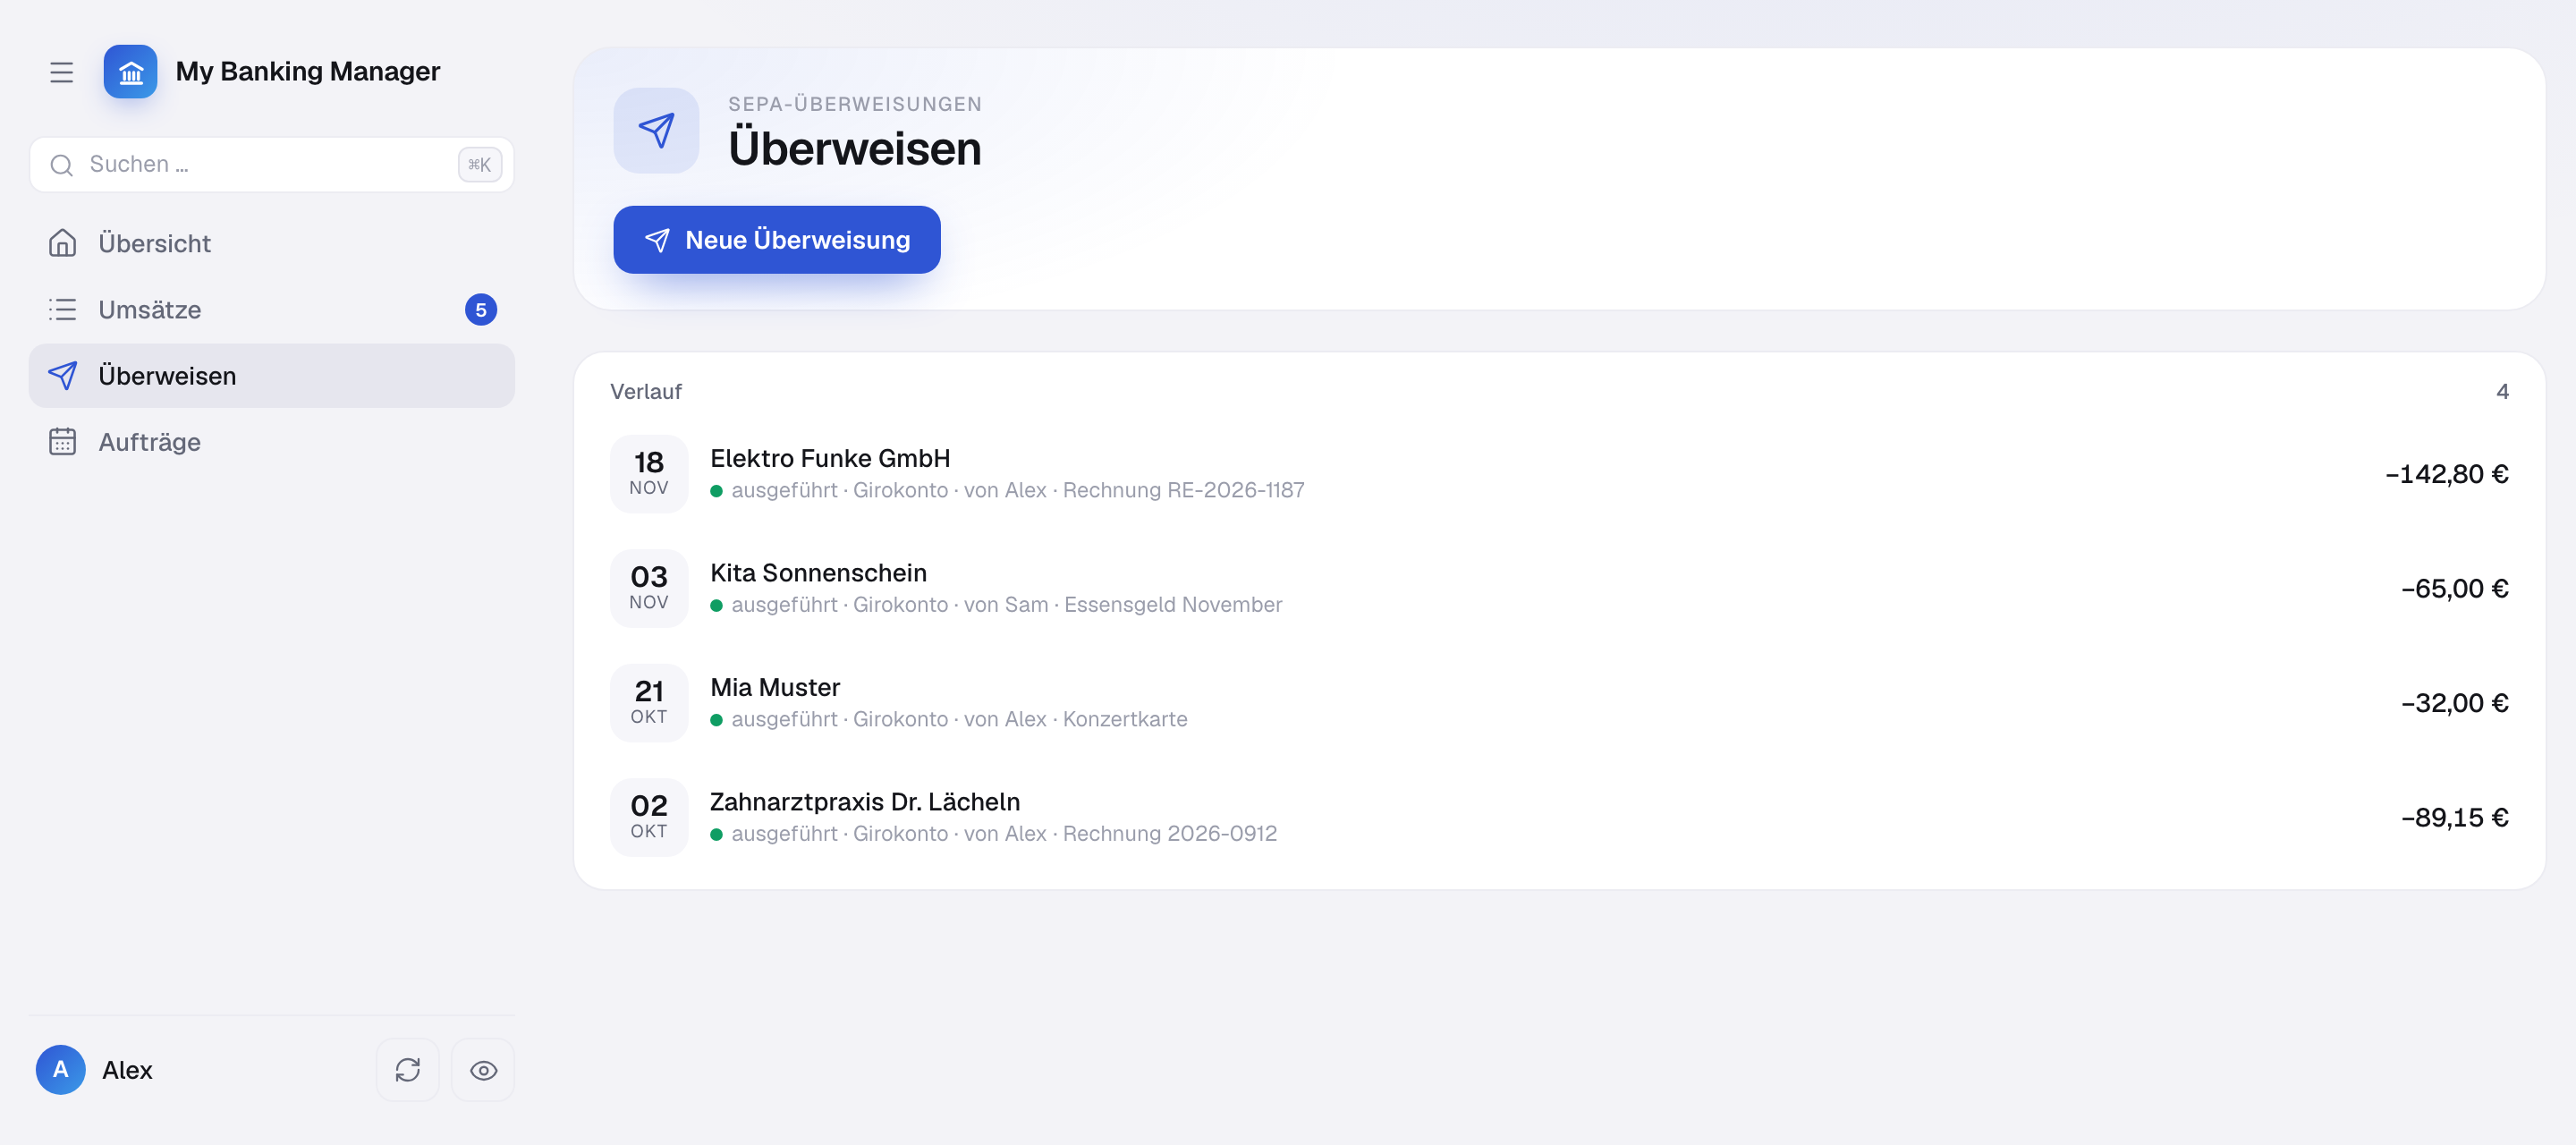 My Banking Manager
Suchen ...
⌘K
Übersicht
Umsätze 5
Überweisen
Aufträge
A Alex
SEPA-ÜBERWEISUNGEN
Überweisen
Neue Überweisung
Verlauf 4
18 NOV
Elektro Funke GmbH
ausgeführt · Girokonto · von Alex · Rechnung RE-2026-1187
−142,80 €
03 NOV
Kita Sonnenschein
ausgeführt · Girokonto · von Sam · Essensgeld November
−65,00 €
21 OKT
Mia Muster
ausgeführt · Girokonto · von Alex · Konzertkarte
−32,00 €
02 OKT
Zahnarztpraxis Dr. Lächeln
ausgeführt · Girokonto · von Alex · Rechnung 2026-0912
−89,15 €